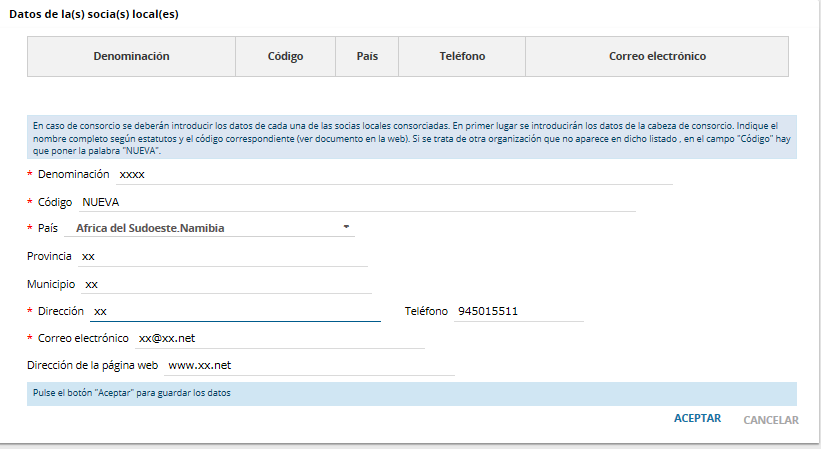 Datos de la(s) socia(s) local(es)
Denominación Código País Teléfono Correo electrónico
En caso de consorcio se deberán introducir los datos de cada una de las socias locales consorciadas. En primer lugar se introducirán los datos de la cabeza de consorcio. Indique el
nombre completo según estatutos y el código correspondiente (ver documento en la web). Si se trata de otra organización que no aparece en dicho listado , en el campo "Código" hay
que poner la palabra "NUEVA".
* Denominación xxxx
* Código NUEVA
* País Africa del Sudoeste.Namibia
Provincia xx
Municipio xx
* Dirección xx Teléfono 945015511
* Correo electrónico xx@xx.net
Dirección de la página web www.xx.net
Pulse el botón "Aceptar" para guardar los datos
ACEPTAR CANCELAR